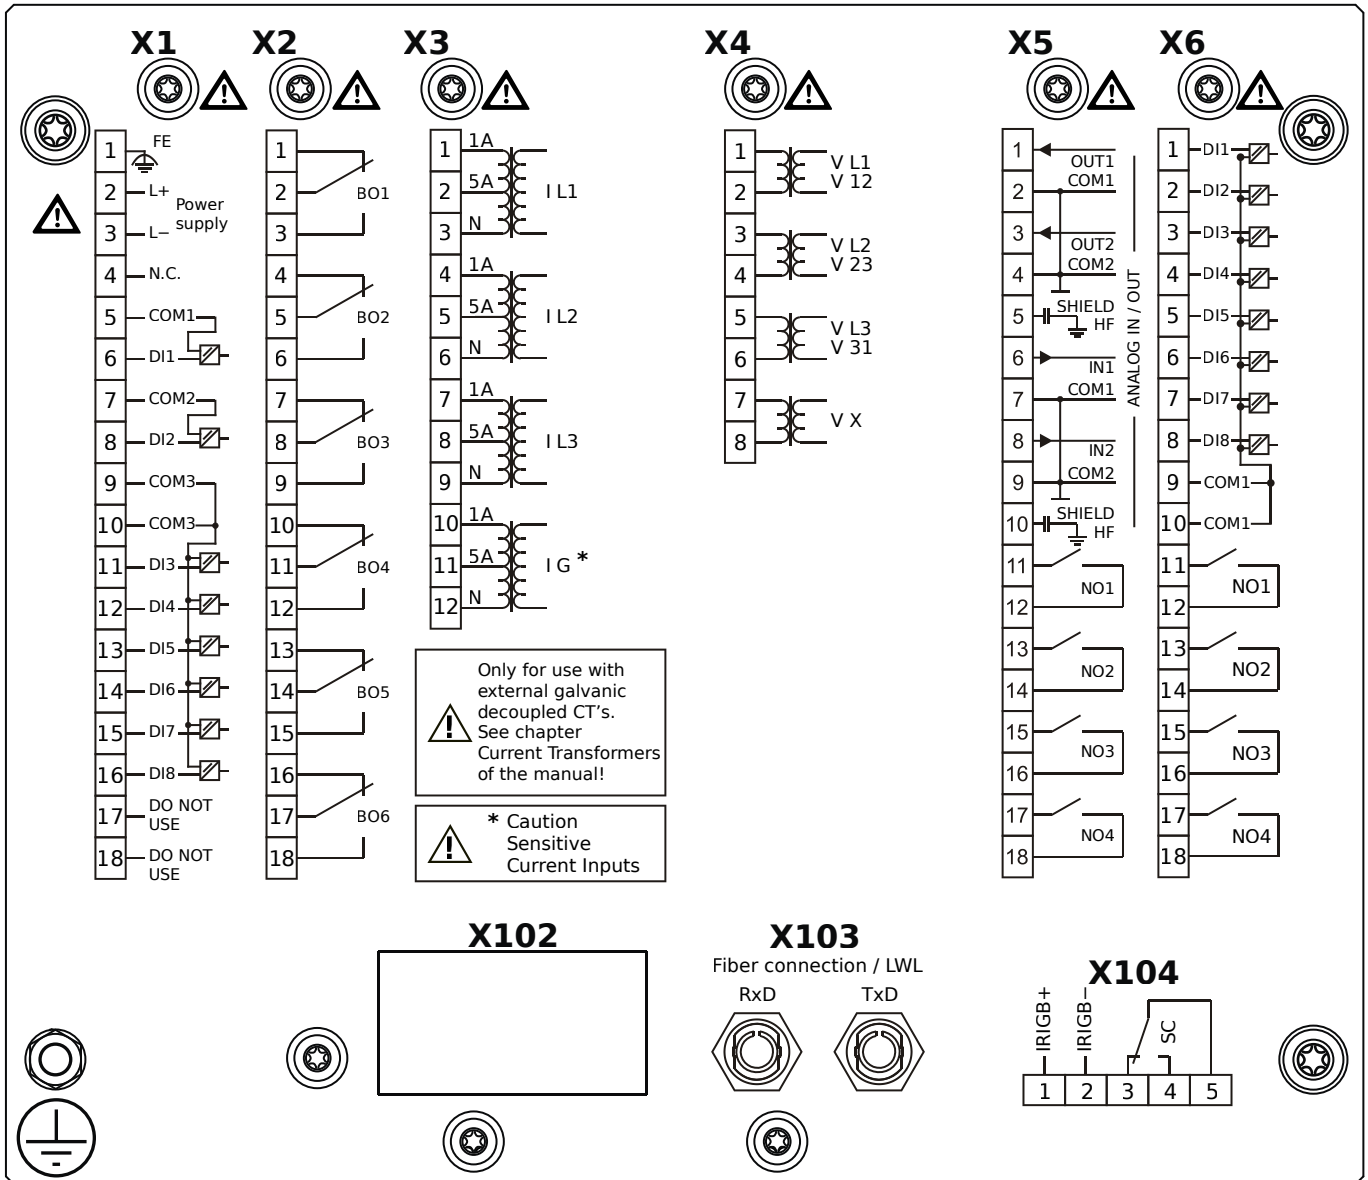 X1
X2
X3
X4
X5
X6
1
FE
2
L+
Power
supply
3
L−
4
N.C.
5
COM1
6
DI1
7
COM2
8
DI2
9
COM3
10
COM3
11
DI3
12
DI4
13
DI5
14
DI6
15
DI7
16
DI8
17
DO NOT
USE
18
DO NOT
USE
1
2
BO1
3
4
5
BO2
6
7
8
BO3
9
10
11
BO4
12
13
14
BO5
15
16
17
BO6
18
1
1A
2
5A
I L1
3
N
4
1A
5
5A
I L2
6
N
7
1A
8
5A
I L3
9
N
10
1A
11
5A
I G *
12
N
Only for use with
external galvanic
decoupled CT's.
See chapter
Current Transformers
of the manual!
* Caution
Sensitive
Current Inputs
1
V L1
2
V 12
3
V L2
4
V 23
5
V L3
6
V 31
7
V X
8
1
OUT1
2
COM1
3
OUT2
4
COM2
5
SHIELD
HF
6
IN1
7
COM1
8
IN2
9
COM2
10
SHIELD
HF
ANALOG IN / OUT
11
NO1
12
13
NO2
14
15
NO3
16
17
NO4
18
1
DI1
2
DI2
3
DI3
4
DI4
5
DI5
6
DI6
7
DI7
8
DI8
9
COM1
10
COM1
11
NO1
12
13
NO2
14
15
NO3
16
17
NO4
18
X102
X103
Fiber connection / LWL
RxD
TxD
X104
IRIGB+
IRIGB−
SC
1
2
3
4
5